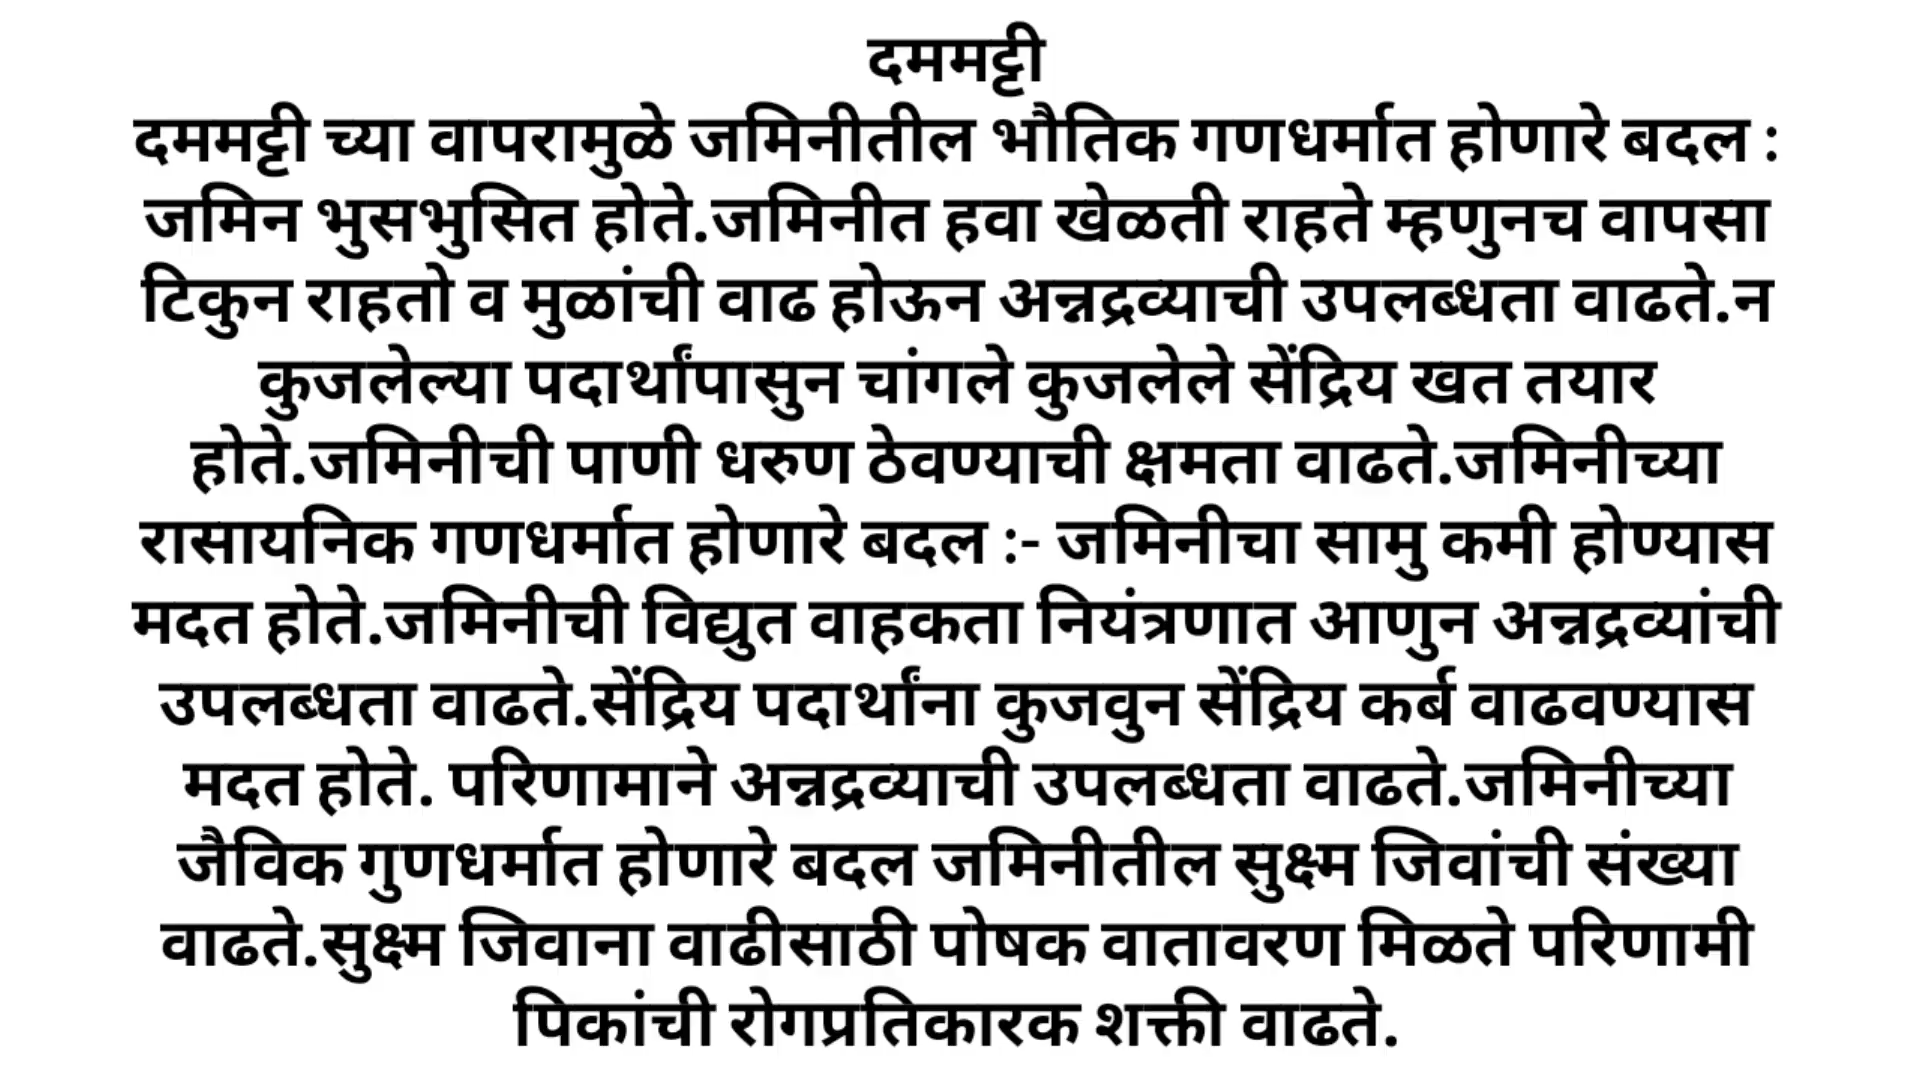 दममट्टी
दममट्टी च्या वापरामुळे जमिनीतील भौतिक गणधर्मात होणारे बदल :
जमिन भुसभुसित होते.जमिनीत हवा खेळती राहते म्हणुनच वापसा
टिकुन राहतो व मुळांची वाढ होऊन अन्नद्रव्याची उपलब्धता वाढते.न
कुजलेल्या पदार्थांपासुन चांगले कुजलेले सेंद्रिय खत तयार
होते.जमिनीची पाणी धरुण ठेवण्याची क्षमता वाढते.जमिनीच्या
रासायनिक गणधर्मात होणारे बदल :- जमिनीचा सामु कमी होण्यास
मदत होते.जमिनीची विद्युत वाहकता नियंत्रणात आणुन अन्नद्रव्यांची
उपलब्धता वाढते.सेंद्रिय पदार्थांना कुजवुन सेंद्रिय कर्ब वाढवण्यास
मदत होते. परिणामाने अन्नद्रव्याची उपलब्धता वाढते.जमिनीच्या
जैविक गुणधर्मात होणारे बदल जमिनीतील सुक्ष्म जिवांची संख्या
वाढते.सुक्ष्म जिवाना वाढीसाठी पोषक वातावरण मिळते परिणामी
पिकांची रोगप्रतिकारक शक्ती वाढते.